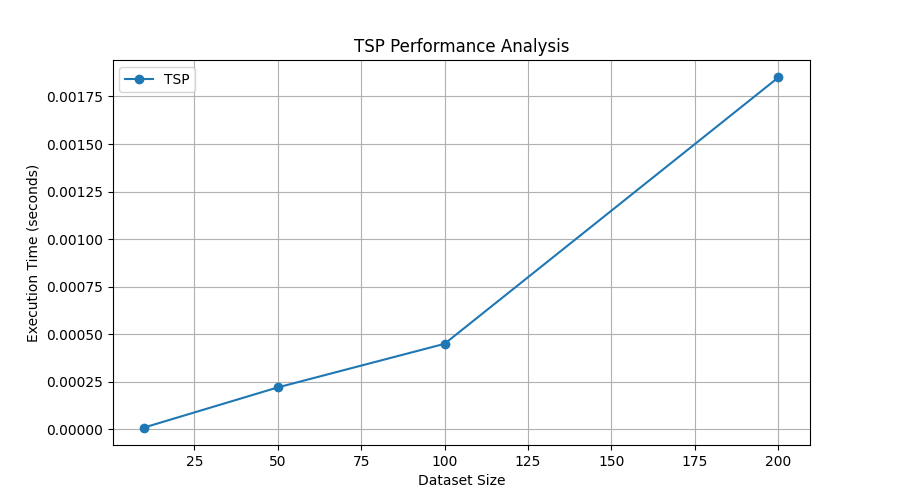 TSP Performance Analysis
TSP
Execution Time (seconds)
0.00175
0.00150
0.00125
0.00100
0.00075
0.00050
0.00025
0.00000
25 50 75 100 125 150 175 200
Dataset Size